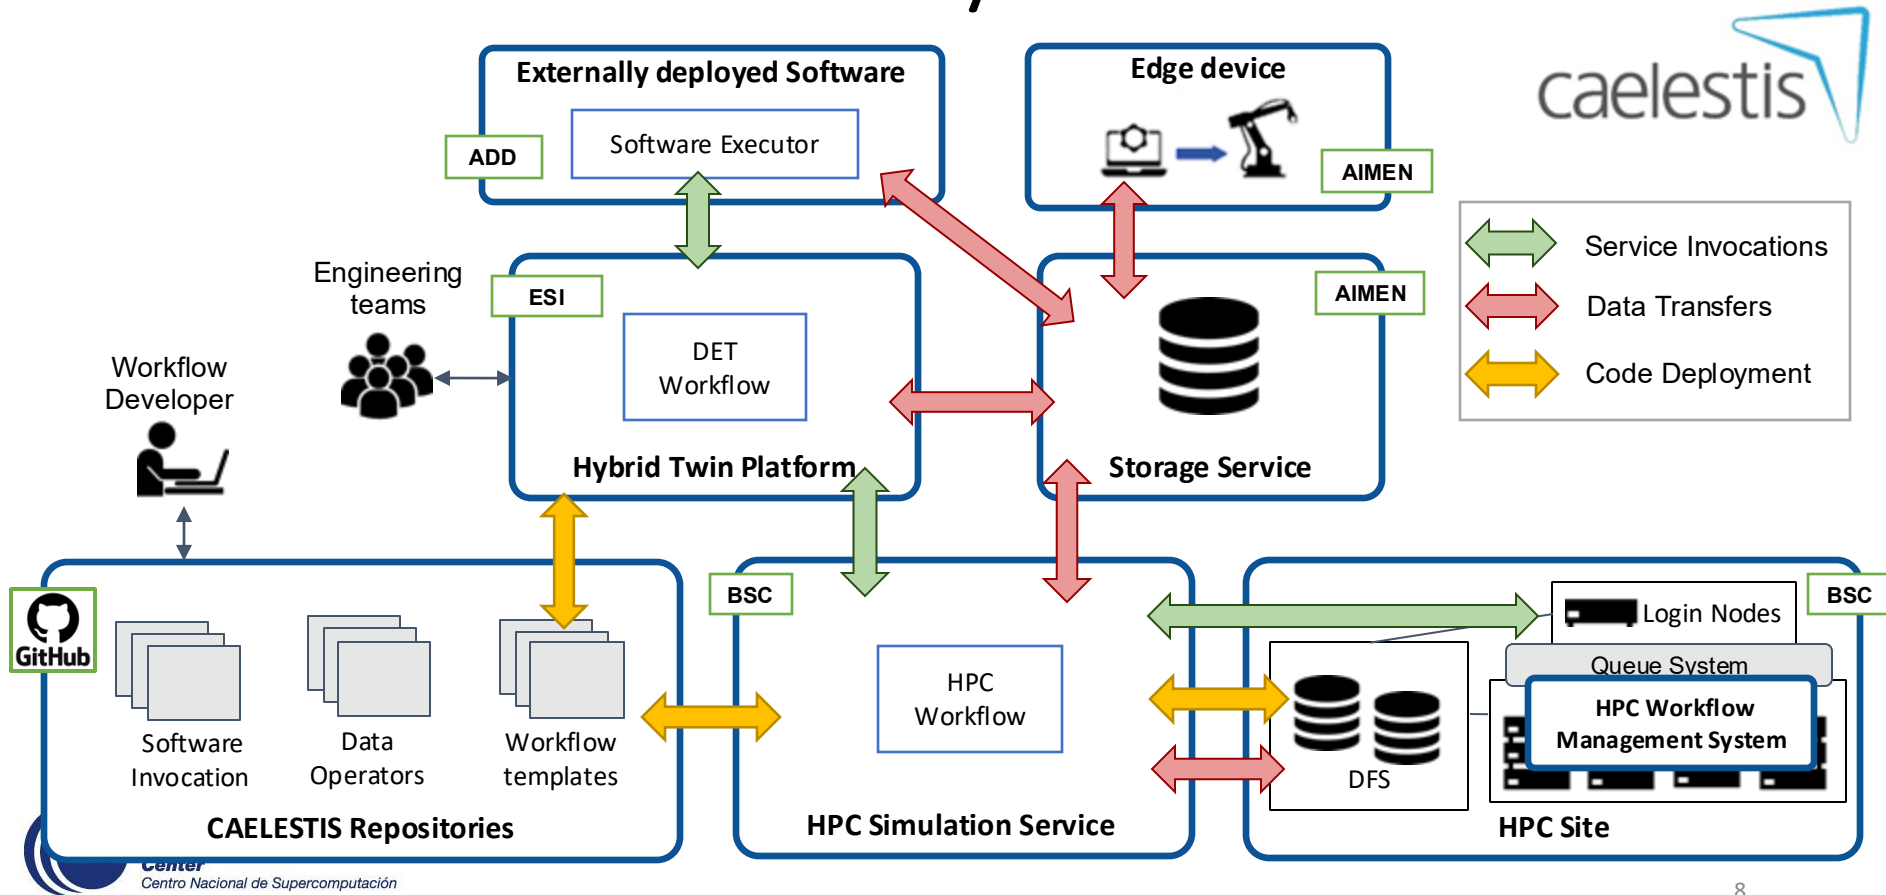 Externally deployed Software
Software Executor
ADD
Edge device
AIMEN
caelestis
Service Invocations
Data Transfers
Code Deployment
Engineering
teams
ESI
DET
Workflow
Hybrid Twin Platform
AIMEN
Storage Service
Workflow
Developer
GitHub
Software
Invocation
Data
Operators
Workflow
templates
CAELESTIS Repositories
BSC
HPC
Workflow
HPC Simulation Service
BSC
Login Nodes
Queue System
HPC Workflow
Management System
DFS
HPC Site
Center
Centro Nacional de Supercomputación
8